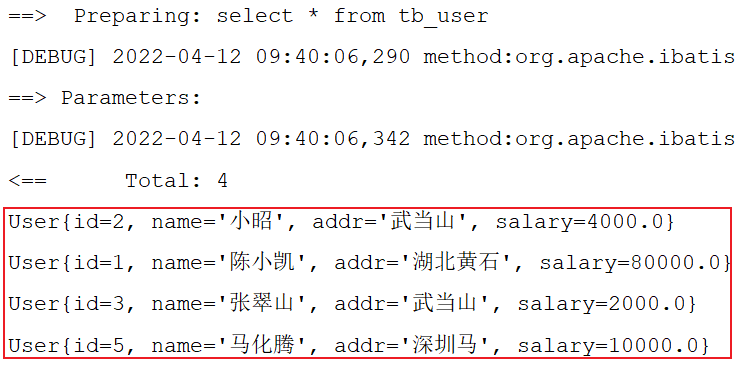 ==>  Preparing: select * from tb_user
[DEBUG] 2022-04-12 09:40:06,290 method:org.apache.ibatis
==> Parameters:
[DEBUG] 2022-04-12 09:40:06,342 method:org.apache.ibatis
<==      Total: 4
User{id=2, name='小昭', addr='武当山', salary=4000.0}
User{id=1, name='陈小凯', addr='湖北黄石', salary=80000.0}
User{id=3, name='张翠山', addr='武当山', salary=2000.0}
User{id=5, name='马化腾', addr='深圳马', salary=10000.0}